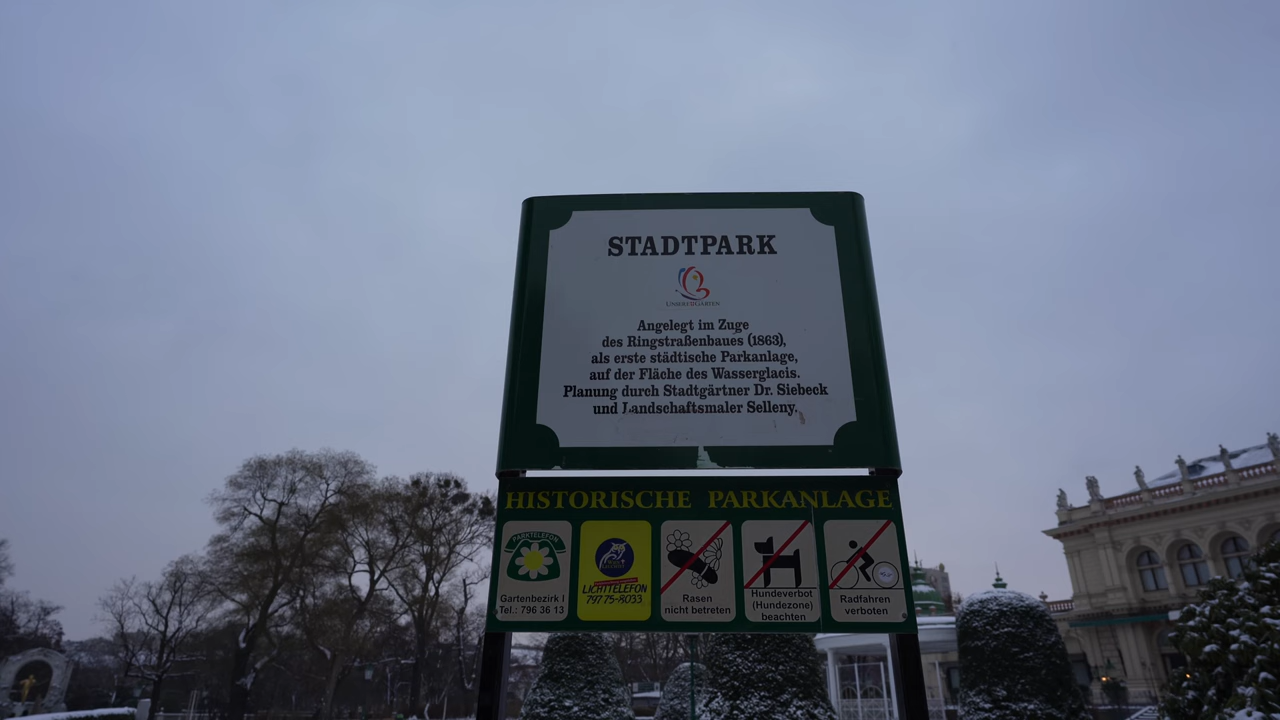 STADTPARK
UNSERE GÄRTEN
Angelegt im Zuge
des Ringstraßenbaues (1863),
als erste städtische Parkanlage,
auf der Fläche des Wasserglacis.
Planung durch Stadtgärtner Dr. Siebeck
und Landschaftsmaler Selleny.
HISTORISCHE PARKANLAGE
PARKTELEFON
Gartenbezirk I
Tel.: 796 36 13
LICHTTELEFON
797 75-8033
Rasen
nicht betreten
Hundeverbot
(Hundezone)
beachten
Radfahren
verboten